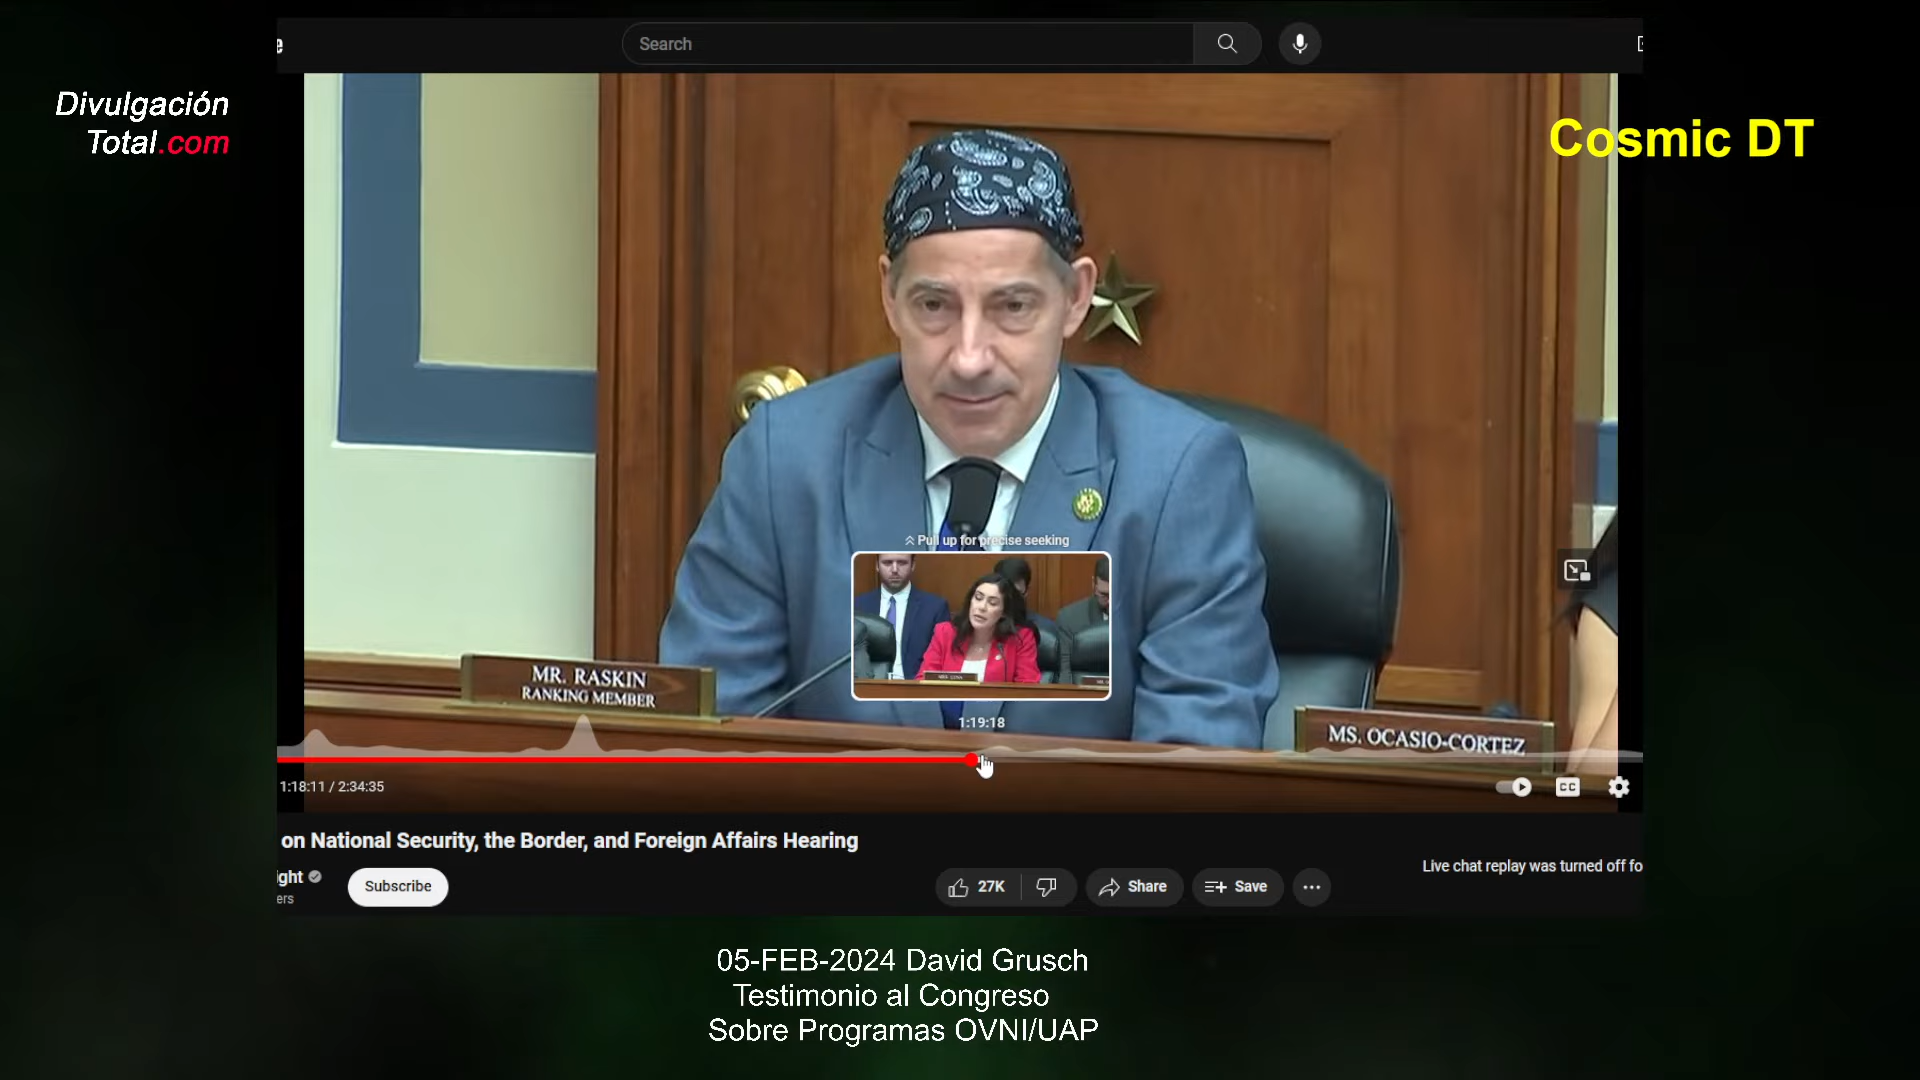 e
Search
Divulgación
Total.com
Cosmic DT
Pull up for precise seeking
MR. RASKIN
RANKING MEMBER
1:19:18
MS. OCASIO-CORTEZ
1:18:11 / 2:34:35
CC
on National Security, the Border, and Foreign Affairs Hearing
ight
ers
Subscribe
27K
Share
Save
Live chat replay was turned off fo
05-FEB-2024 David Grusch
Testimonio al Congreso
Sobre Programas OVNI/UAP